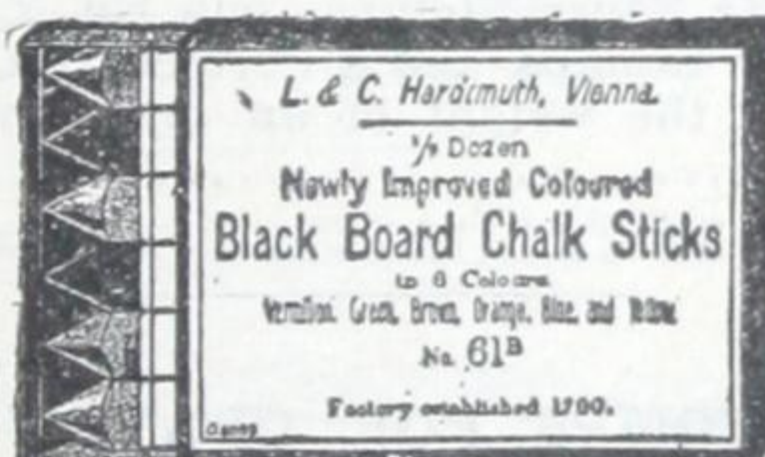 L. & C. Hardtmuth, Vienna.
½ Dozen
Newly Improved Coloured
Black Board Chalk Sticks
in 6 Colours
Vermilion, Green, Brown, Orange, Blue, and Yellow
No. 61ᴮ
Factory established 1790.